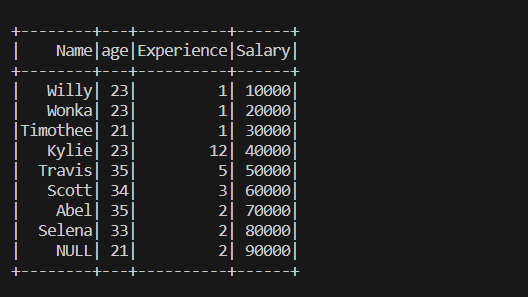 +--------+---+----------+------+
|    Name|age|Experience|Salary|
+--------+---+----------+------+
|   Willy| 23|         1| 10000|
|   Wonka| 23|         1| 20000|
|Timothee| 21|         1| 30000|
|   Kylie| 23|        12| 40000|
|  Travis| 35|         5| 50000|
|   Scott| 34|         3| 60000|
|    Abel| 35|         2| 70000|
|  Selena| 33|         2| 80000|
|    NULL| 21|         2| 90000|
+--------+---+----------+------+